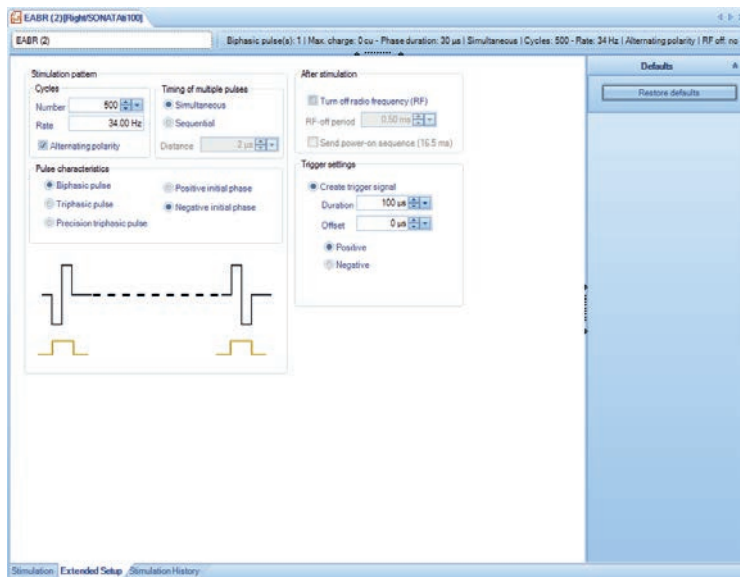 EABR (2)[Right/SONATAti100]
EABR (2)
Biphasic pulse(s): 1 | Max. charge: 0 cu - Phase duration: 30 µs | Simultaneous | Cycles: 500 - Rate: 34 Hz | Alternating polarity | RF off: no
Stimulation pattern
Cycles
Number 500
Rate 34.00 Hz
Alternating polarity
Timing of multiple pulses
Simultaneous
Sequential
Distance 2 µs
Pulse characteristics
Biphasic pulse
Triphasic pulse
Precision triphasic pulse
Positive initial phase
Negative initial phase
After stimulation
Turn off radio frequency (RF)
RF-off period 0.50 ms
Send power-on sequence (16.5 ms)
Trigger settings
Create trigger signal
Duration 100 µs
Offset 0 µs
Positive
Negative
Defaults
Restore defaults
Stimulation Extended Setup Stimulation History